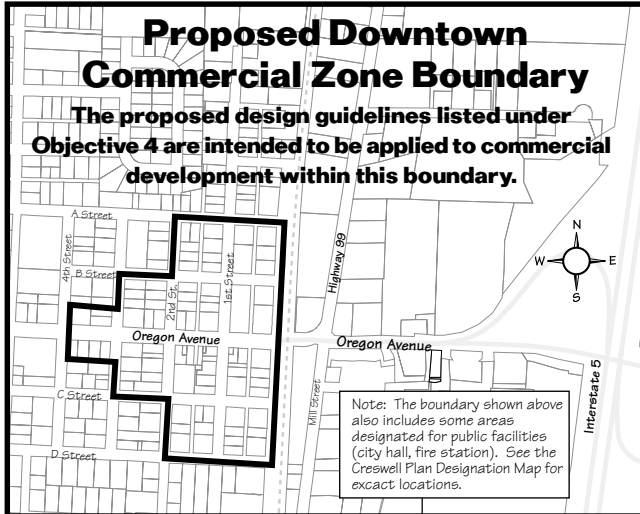 Proposed Downtown
Commercial Zone Boundary
The proposed design guidelines listed under
Objective 4 are intended to be applied to commercial
development within this boundary.
A Street
4th Street
B Street
2nd St.
1st Street
Highway 99
N
W
E
S
Oregon Avenue
Oregon Avenue
C Street
Mill Street
Interstate 5
D Street
Note: The boundary shown above
also includes some areas
designated for public facilities
(city hall, fire station). See the
Creswell Plan Designation Map for
excact locations.